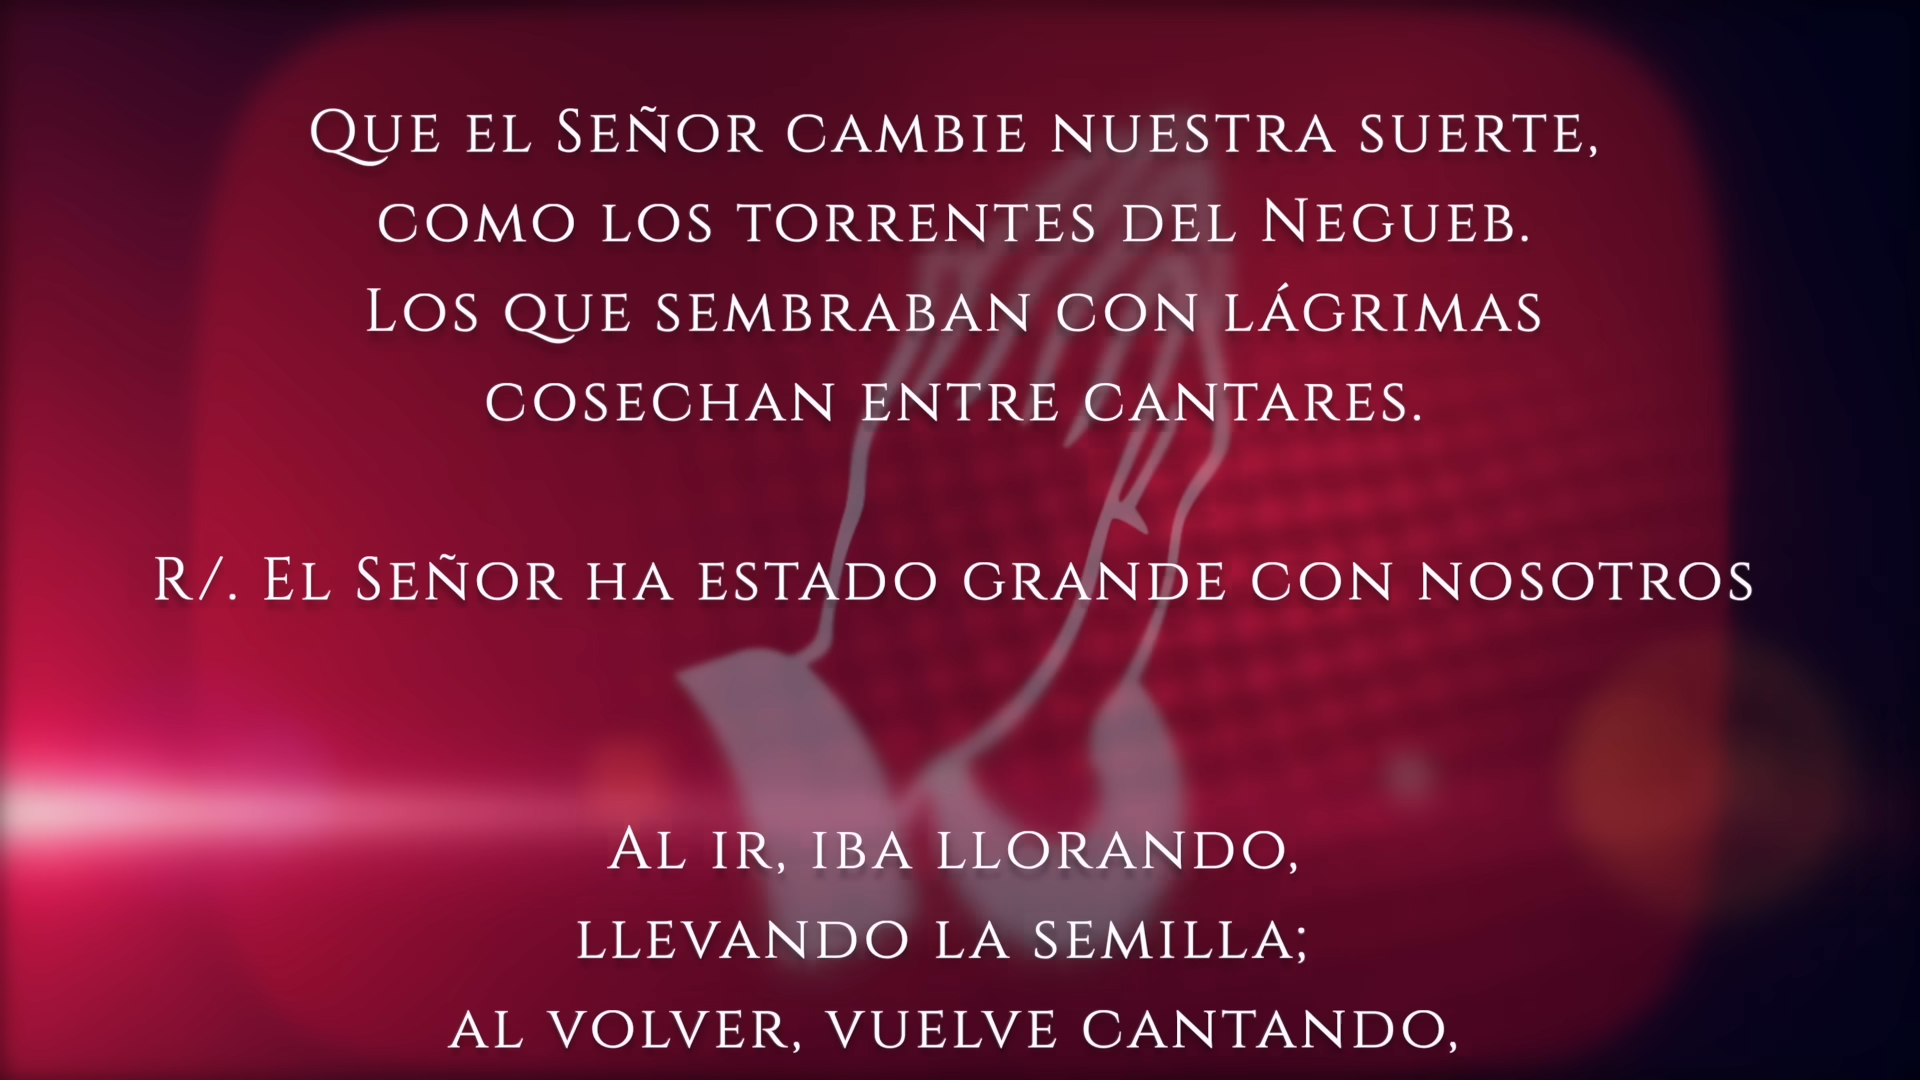 Que el Señor cambie nuestra suerte,
como los torrentes del Negueb.
Los que sembraban con lágrimas
cosechan entre cantares.
R/. El Señor ha estado grande con nosotros
Al ir, iba llorando,
llevando la semilla;
al volver, vuelve cantando,